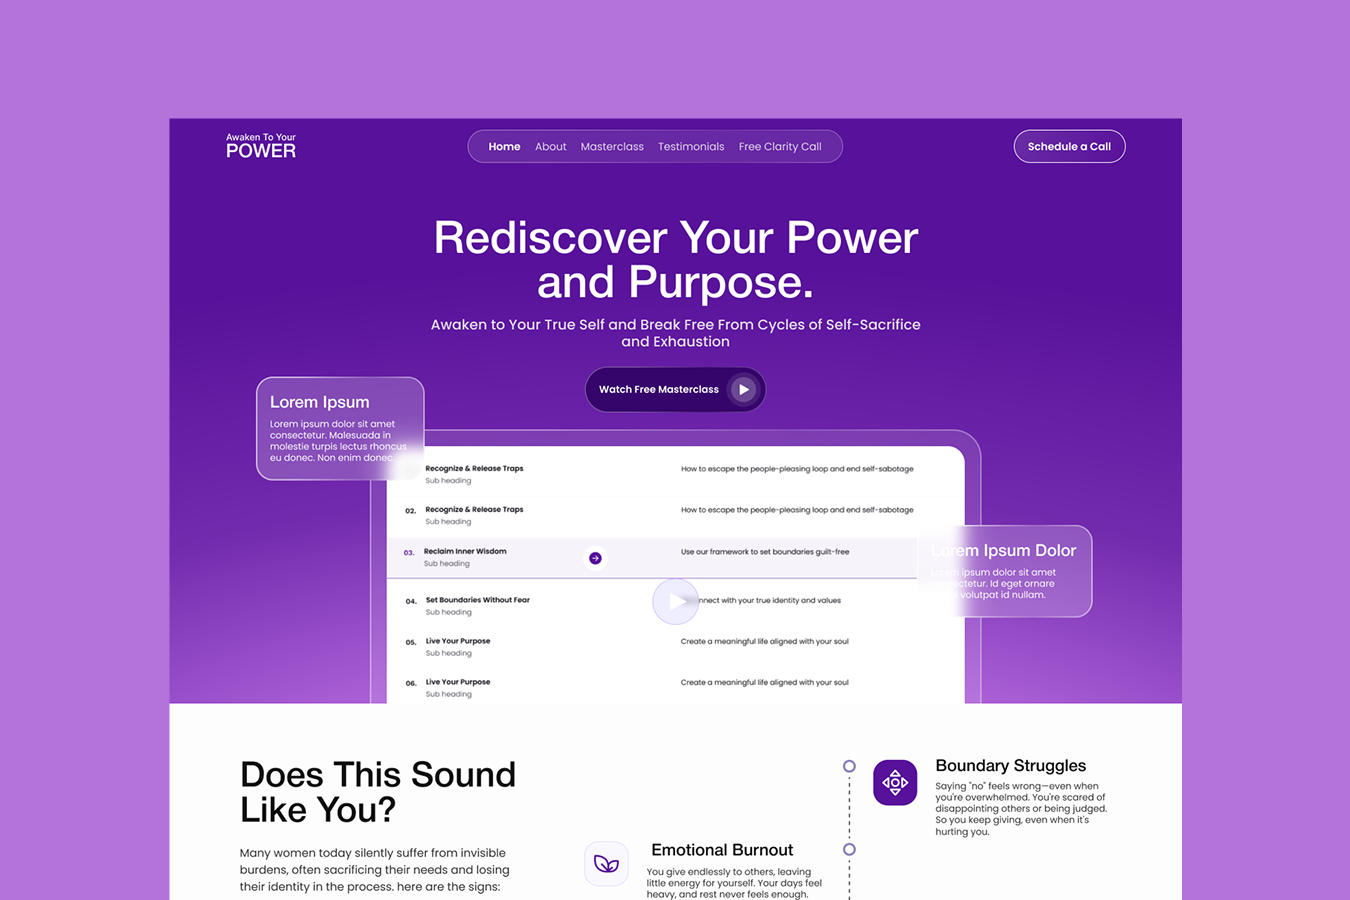 Awaken To Your
POWER
Home About Masterclass Testimonials Free Clarity Call
Schedule a Call
Rediscover Your Power
and Purpose.
Awaken to Your True Self and Break Free From Cycles of Self-Sacrifice
and Exhaustion
Watch Free Masterclass
Lorem Ipsum
Lorem ipsum dolor sit amet
consectetur. Malesuada in
molestie turpis lectus rhoncus
eu donec. Non enim donec.
Recognize & Release Traps
Sub heading
How to escape the people-pleasing loop and end self-sabotage
02. Recognize & Release Traps
Sub heading
How to escape the people-pleasing loop and end self-sabotage
03. Reclaim Inner Wisdom
Sub heading
Use our framework to set boundaries guilt-free
Lorem Ipsum Dolor
ipsum dolor sit amet
Id eget ornare
volutpat id nullam.
04. Set Boundaries Without Fear
Sub heading
with your true identity and values
05. Live Your Purpose
Sub heading
Create a meaningful life aligned with your soul
06. Live Your Purpose
Sub heading
Create a meaningful life aligned with your soul
Does This Sound
Like You?
Many women today silently suffer from invisible
burdens, often sacrificing their needs and losing
their identity in the process. here are the signs:
Boundary Struggles
Saying "no" feels wrong—even when
you're overwhelmed. You're scared of
disappointing others or being judged.
So you keep giving, even when it's
hurting you.
Emotional Burnout
You give endlessly to others, leaving
little energy for yourself. Your days feel
heavy, and rest never feels enough.